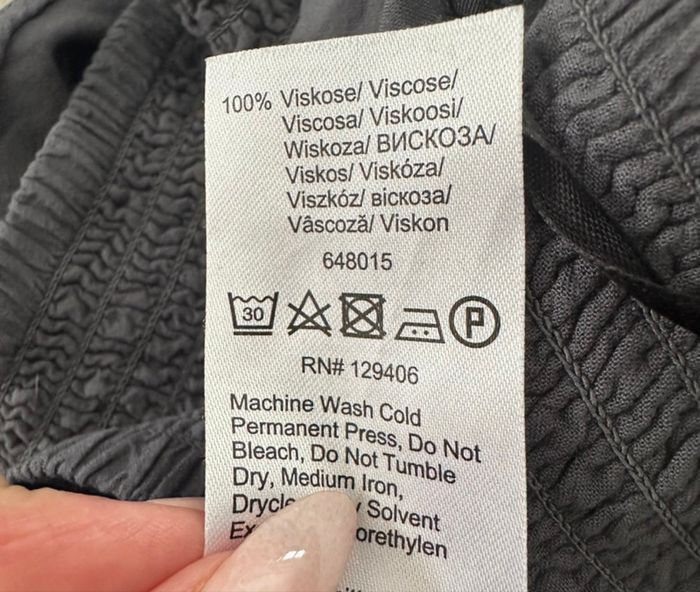 100% Viskose/ Viscose/
Viscosa/ Viskoosi/
Wiskoza/ ВИСКОЗА/
Viskos/ Viskóza/
Viszkóz/ віскоза/
Vâscoză/ Viskon
648015
30
P
RN# 129406
Machine Wash Cold
Permanent Press, Do Not
Bleach, Do Not Tumble
Dry, Medium Iron,
Solvent